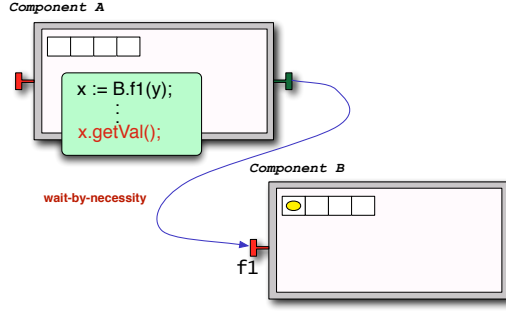 Component A
x := B.f1(y);
⋮
x.getVal();
Component B
wait-by-necessity
f1